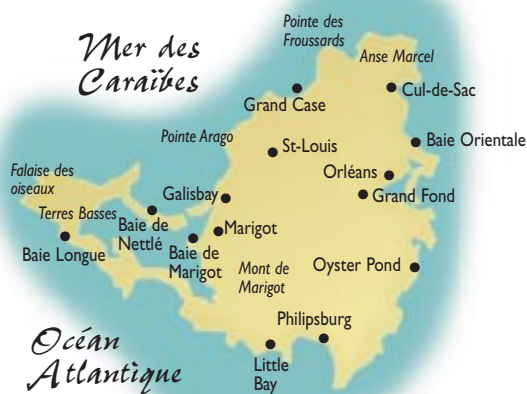 Pointe des
Froussards
Mer des
Caraïbes
Anse Marcel
Grand Case
Cul-de-Sac
Pointe Arago
St-Louis
Baie Orientale
Falaise des
oiseaux
Orléans
Galisbay
Grand Fond
Terres Basses
Baie de
Nettlé
Marigot
Baie Longue
Baie de
Marigot
Mont de
Marigot
Oyster Pond
Philipsburg
Océan
Atlantique
Little
Bay